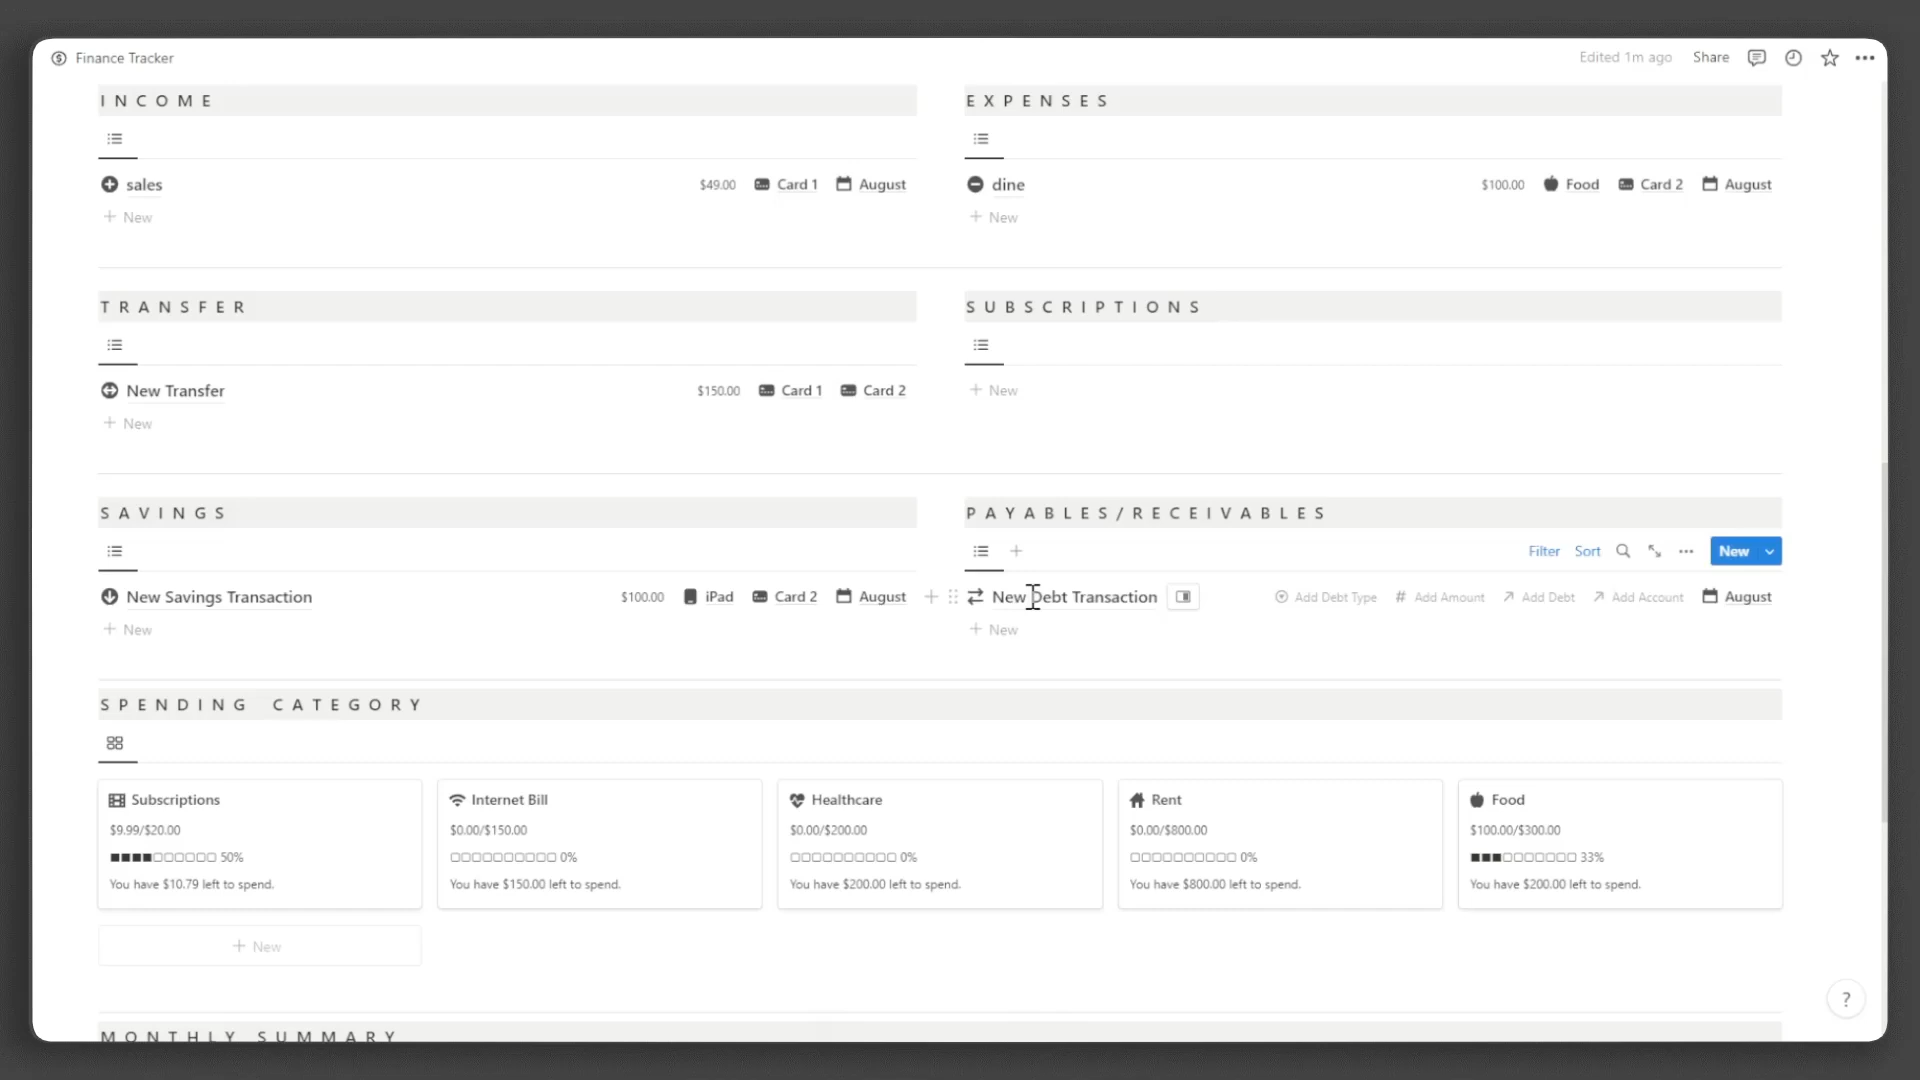 Finance Tracker
Edited 1m ago Share
INCOME
sales $49.00 Card 1 August
New
EXPENSES
dine $100.00 Food Card 2 August
New
TRANSFER
New Transfer $150.00 Card 1 Card 2
New
SUBSCRIPTIONS
New
SAVINGS
New Savings Transaction $100.00 iPad Card 2 August
New
PAYABLES/RECEIVABLES
Filter Sort New
New Debt Transaction Add Debt Type # Add Amount Add Debt Add Account August
New
SPENDING CATEGORY
Subscriptions
$9.99/$20.00
50%
You have $10.79 left to spend.
Internet Bill
$0.00/$150.00
0%
You have $150.00 left to spend.
Healthcare
$0.00/$200.00
0%
You have $200.00 left to spend.
Rent
$0.00/$800.00
0%
You have $800.00 left to spend.
Food
$100.00/$300.00
33%
You have $200.00 left to spend.
New
?
MONTHLY SUMMARY